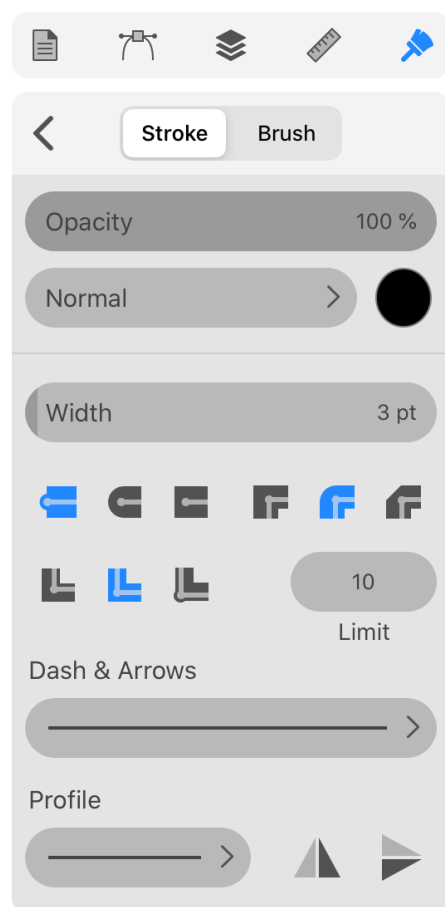 Stroke Brush
Opacity 100 %
Normal
Width 3 pt
10
Limit
Dash & Arrows
Profile